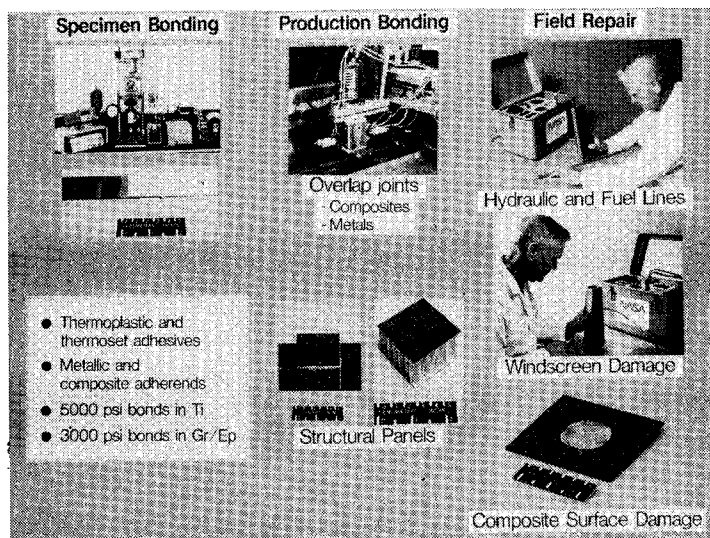 Specimen Bonding
Production Bonding
Field Repair
Overlap joints
- Composites
- Metals
NASA
Hydraulic and Fuel Lines
NASA
Windscreen Damage
• Thermoplastic and
thermoset adhesives
• Metallic and
composite adherends
• 5000 psi bonds in Ti
• 3000 psi bonds in Gr/Ep
Structural Panels
Composite Surface Damage